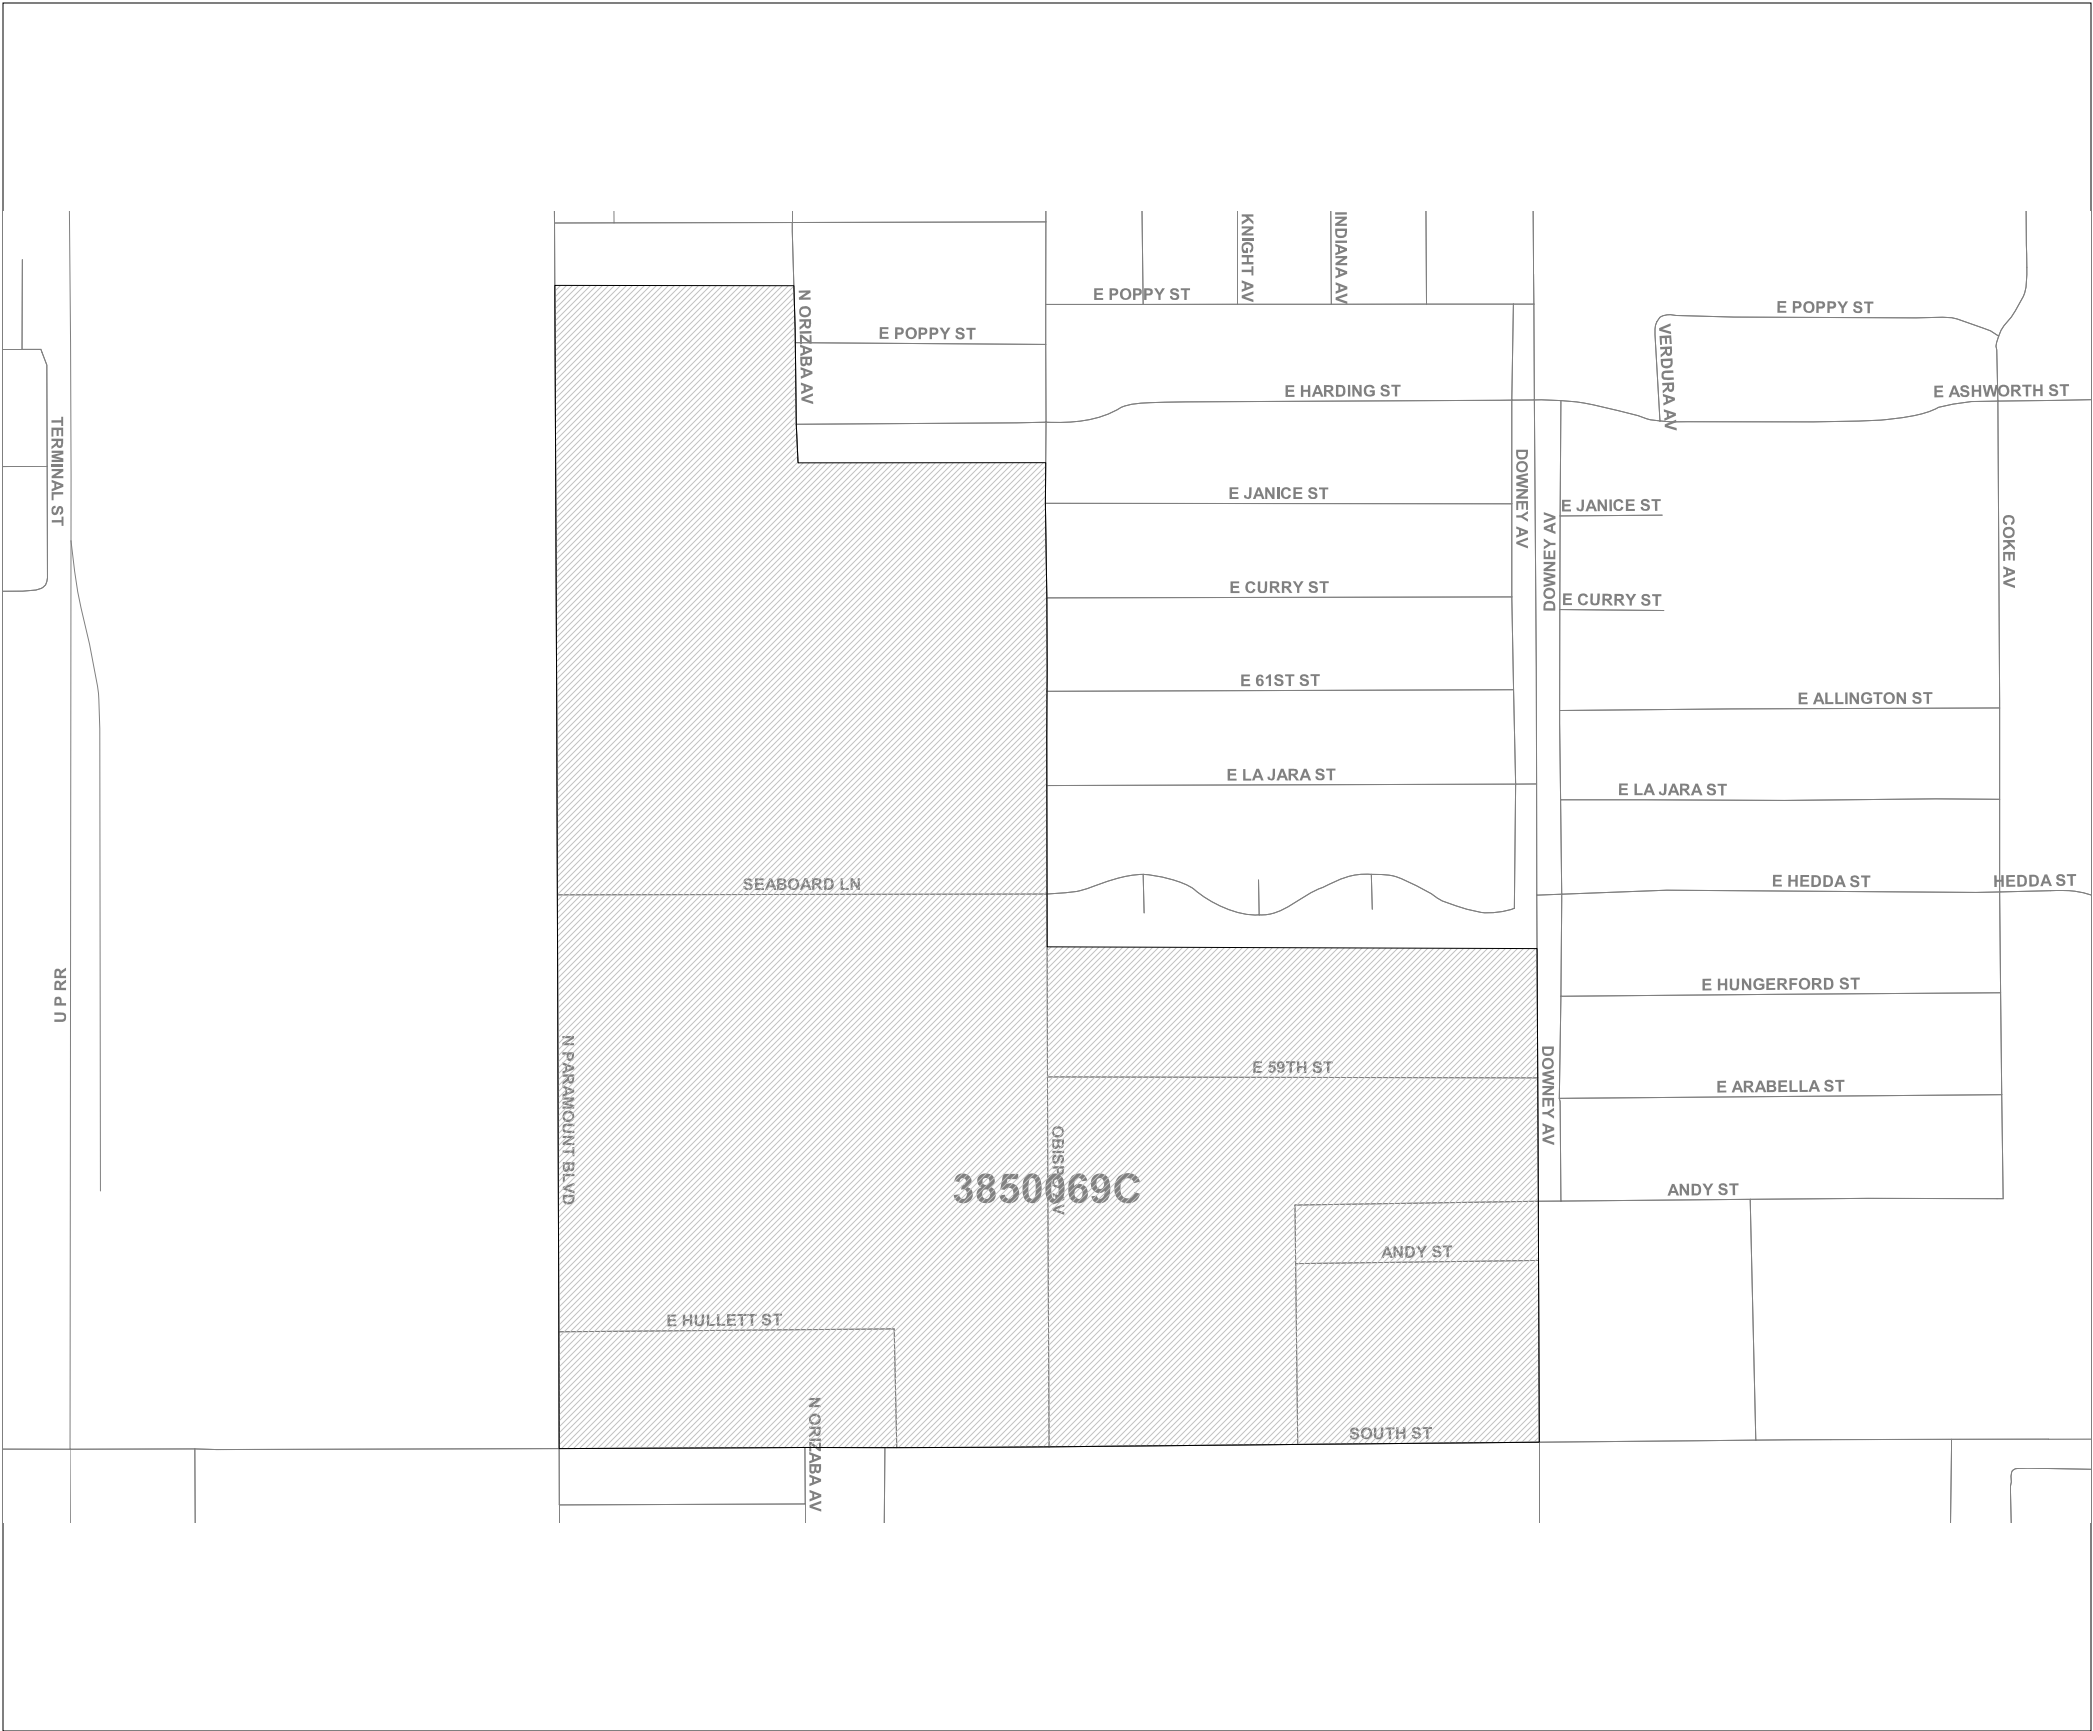 KNIGHT AV
INDIANA AV
E POPPY ST
E POPPY ST
N ORIZABA AV
E POPPY ST
VERDURA AV
E HARDING ST
E ASHWORTH ST
TERMINAL ST
DOWNEY AV
E JANICE ST
E JANICE ST
DOWNEY AV
COKE AV
E CURRY ST
E CURRY ST
E 61ST ST
E ALLINGTON ST
E LA JARA ST
E LA JARA ST
SEABOARD LN
E HEDDA ST
HEDDA ST
U P RR
E HUNGERFORD ST
N PARAMOUNT BLVD
E 59TH ST
DOWNEY AV
E ARABELLA ST
OBISPO AV
3850069C
ANDY ST
ANDY ST
E HULLETT ST
N ORIZABA AV
SOUTH ST